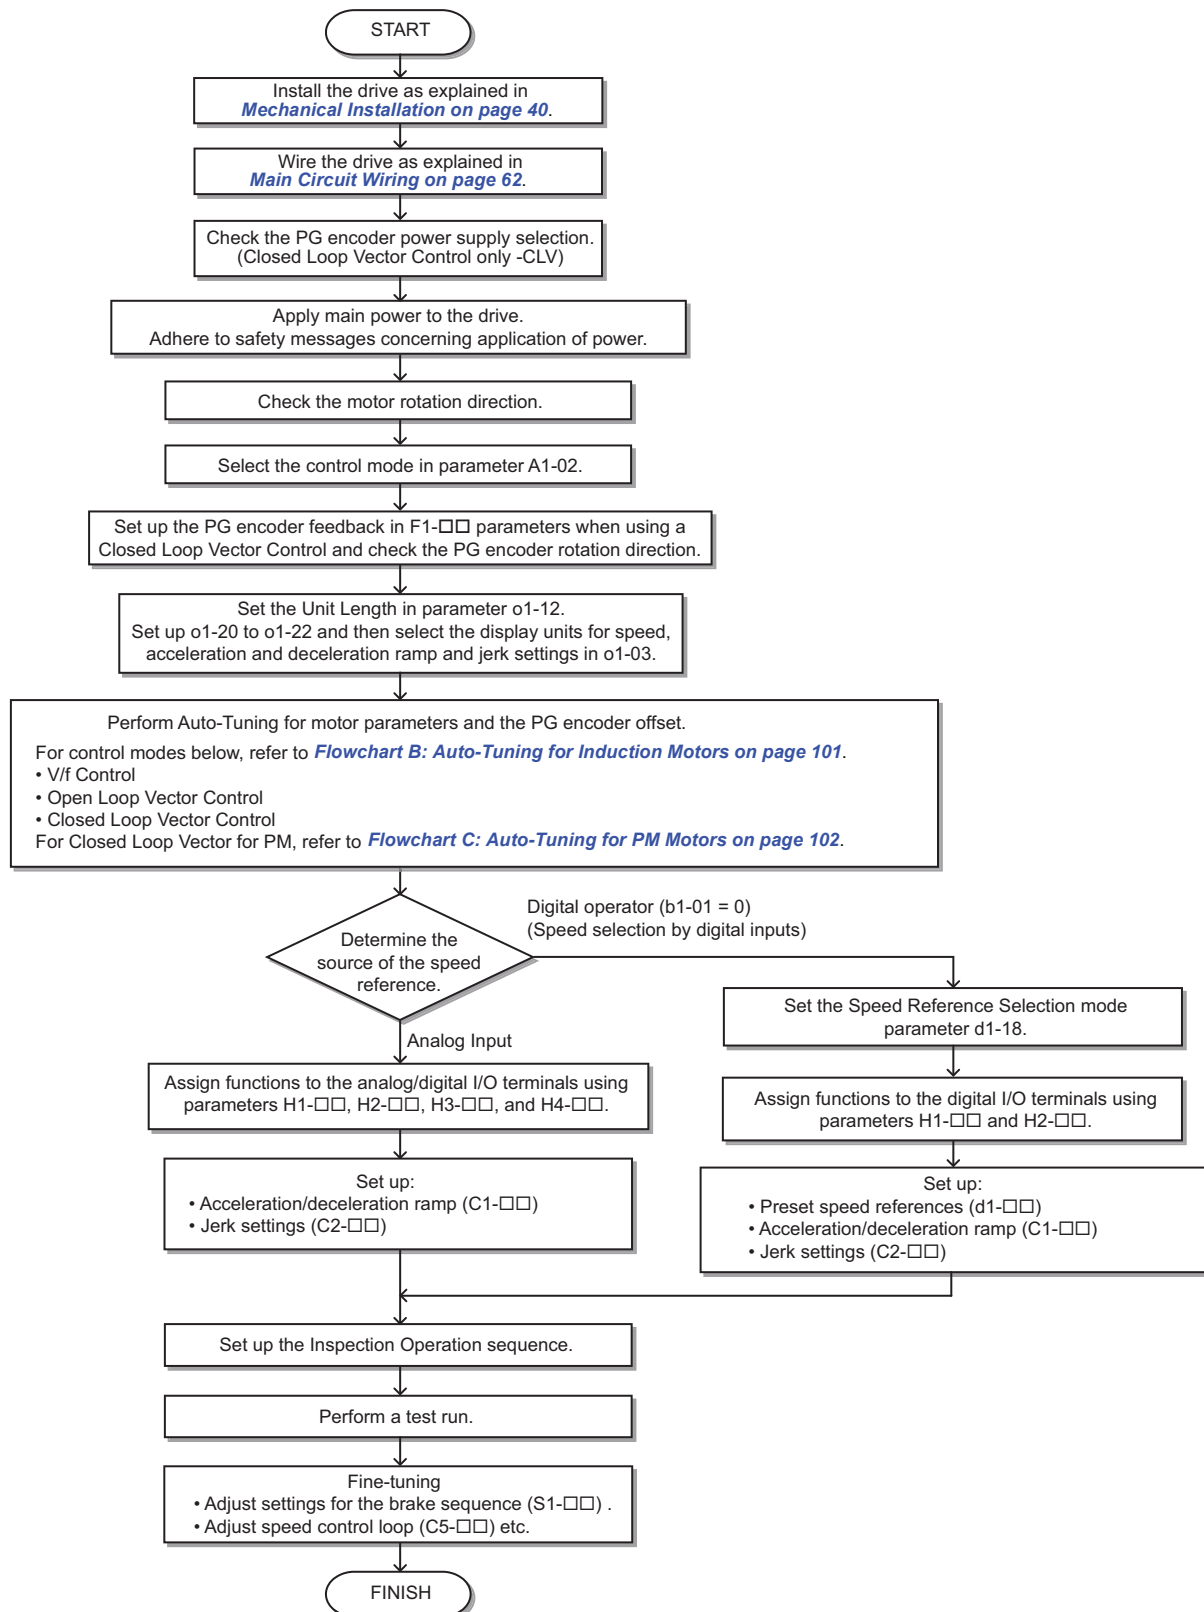 START
Install the drive as explained in
Mechanical Installation on page 40.
Wire the drive as explained in
Main Circuit Wiring on page 62.
Check the PG encoder power supply selection.
(Closed Loop Vector Control only -CLV)
Apply main power to the drive.
Adhere to safety messages concerning application of power.
Check the motor rotation direction.
Select the control mode in parameter A1-02.
Set up the PG encoder feedback in F1-□□ parameters when using a
Closed Loop Vector Control and check the PG encoder rotation direction.
Set the Unit Length in parameter o1-12.
Set up o1-20 to o1-22 and then select the display units for speed,
acceleration and deceleration ramp and jerk settings in o1-03.
Perform Auto-Tuning for motor parameters and the PG encoder offset.
For control modes below, refer to Flowchart B: Auto-Tuning for Induction Motors on page 101.
• V/f Control
• Open Loop Vector Control
• Closed Loop Vector Control
For Closed Loop Vector for PM, refer to Flowchart C: Auto-Tuning for PM Motors on page 102.
Determine the
source of the speed
reference.
Digital operator (b1-01 = 0)
(Speed selection by digital inputs)
Analog Input
Assign functions to the analog/digital I/O terminals using
parameters H1-□□, H2-□□, H3-□□, and H4-□□.
Set up:
• Acceleration/deceleration ramp (C1-□□)
• Jerk settings (C2-□□)
Set the Speed Reference Selection mode
parameter d1-18.
Assign functions to the digital I/O terminals using
parameters H1-□□ and H2-□□.
Set up:
• Preset speed references (d1-□□)
• Acceleration/deceleration ramp (C1-□□)
• Jerk settings (C2-□□)
Set up the Inspection Operation sequence.
Perform a test run.
Fine-tuning
• Adjust settings for the brake sequence (S1-□□) .
• Adjust speed control loop (C5-□□) etc.
FINISH